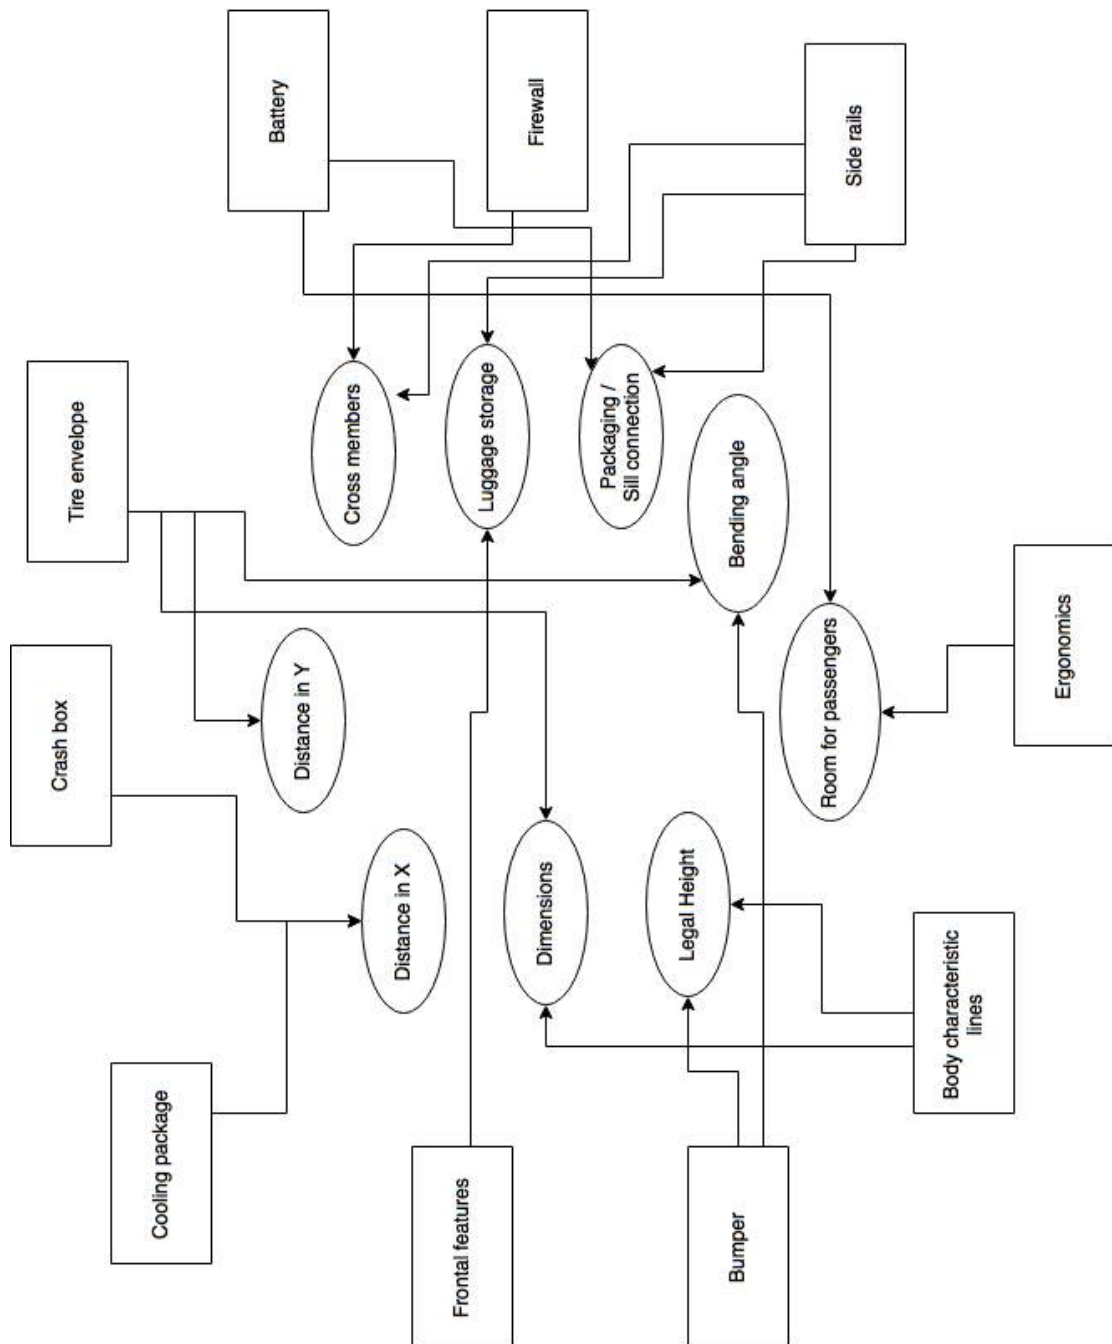 Crash box
Tire envelope
Cooling package
Battery
Distance in Y
Cross members
Distance in X
Frontal features
Luggage storage
Firewall
Dimensions
Packaging /
Sill connection
Legal Height
Bumper
Bending angle
Room for passengers
Side rails
Body characteristic
lines
Ergonomics